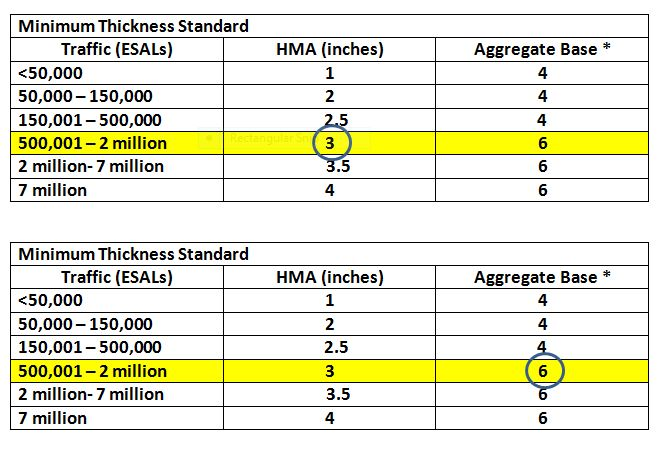 Minimum Thickness Standard
Traffic (ESALs) HMA (inches) Aggregate Base *
<50,000 1 4
50,000 – 150,000 2 4
150,001 – 500,000 2.5 4
Rectangular
500,001 – 2 million 3 6
2 million- 7 million 3.5 6
7 million 4 6
Minimum Thickness Standard
Traffic (ESALs) HMA (inches) Aggregate Base *
<50,000 1 4
50,000 – 150,000 2 4
150,001 – 500,000 2.5 4
500,001 – 2 million 3 6
2 million- 7 million 3.5 6
7 million 4 6